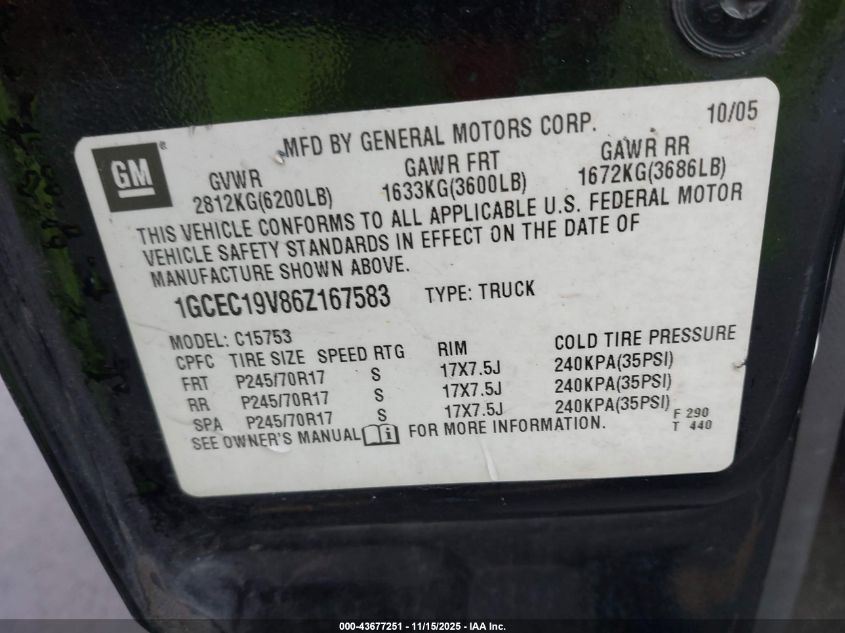 10/05
MFD BY GENERAL MOTORS CORP.
GM ®
GVWR GAWR FRT GAWR RR
2812KG(6200LB) 1633KG(3600LB) 1672KG(3686LB)
THIS VEHICLE CONFORMS TO ALL APPLICABLE U.S. FEDERAL MOTOR
VEHICLE SAFETY STANDARDS IN EFFECT ON THE DATE OF
MANUFACTURE SHOWN ABOVE.
1GCEC19V86Z167583 TYPE: TRUCK
MODEL: C15753
CPFC TIRE SIZE SPEED RTG RIM COLD TIRE PRESSURE
FRT P245/70R17 S 17X7.5J 240KPA(35PSI)
RR P245/70R17 S 17X7.5J 240KPA(35PSI)
SPA P245/70R17 S 17X7.5J 240KPA(35PSI)
SEE OWNER'S MANUAL i FOR MORE INFORMATION.
F 290
T 440
000-43677251 - 11/15/2025 - IAA Inc.